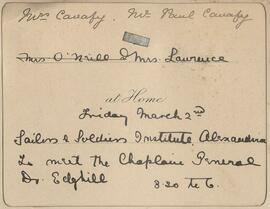 Mrs Cavafy. Mr Paul Cavafy
Mrs O'Neill & Mrs. Lawrence
at Home
Friday March 2nd
Sailors & Soldiers Institute, Alexandria
to meet the Chaplain General
Dr. Edghill 3.30 to 6.